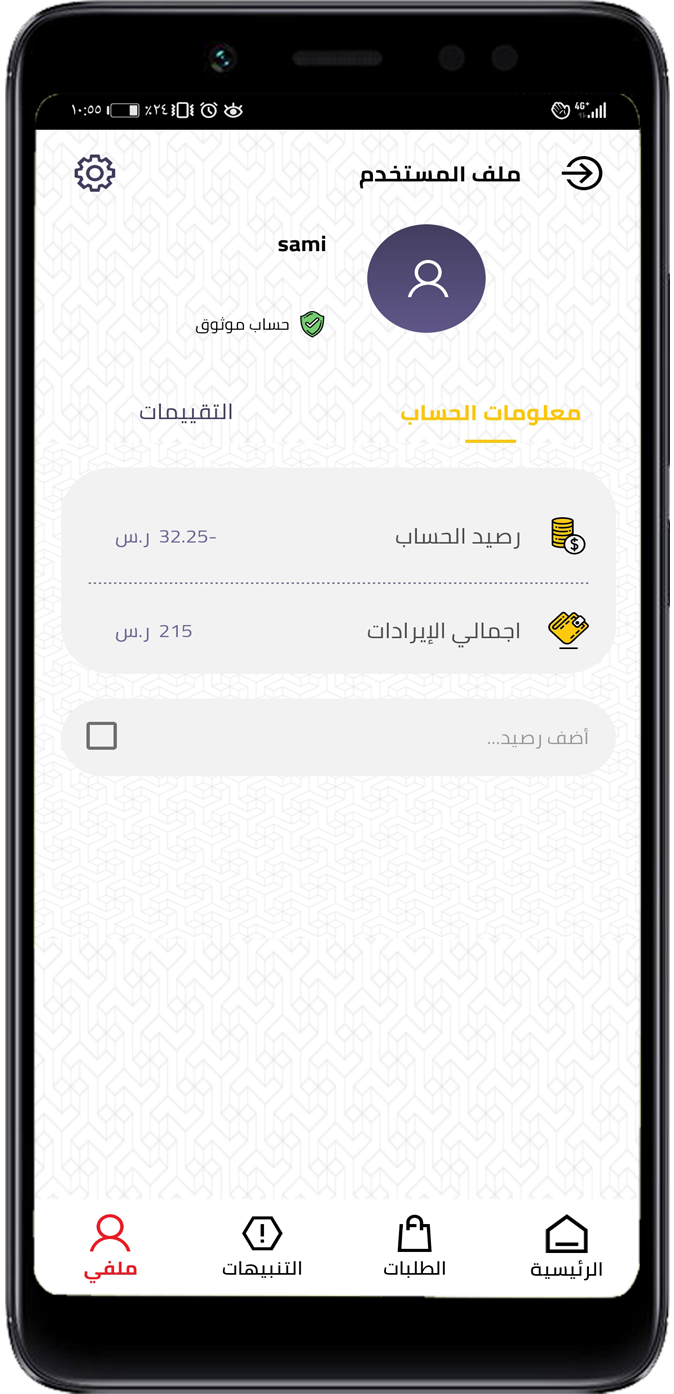 ١٠:٥٥ ٪٢٤ 4G+
ملف المستخدم
sami
حساب موثوق
معلومات الحساب
التقييمات
رصيد الحساب
-32.25 ر.س
اجمالي الإيرادات
215 ر.س
أضف رصيد...
الرئيسية
الطلبات
التنبيهات
ملفي